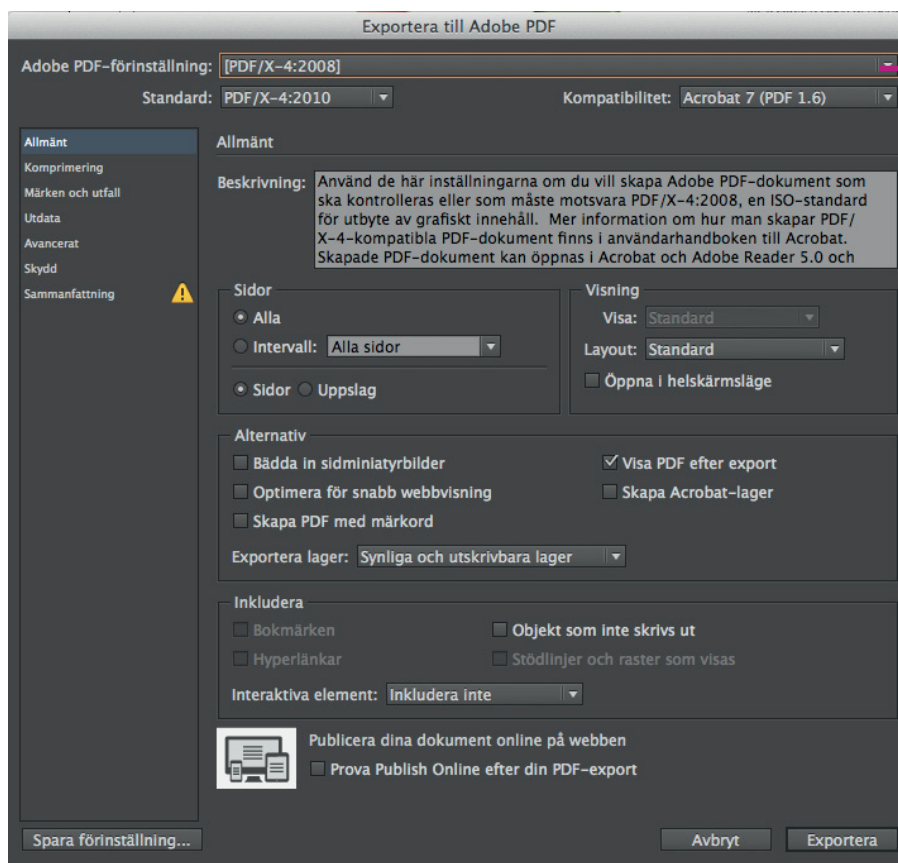 Exportera till Adobe PDF
Adobe PDF-förinställning: [PDF/X-4:2008]
Standard: PDF/X-4:2010 Kompatibilitet: Acrobat 7 (PDF 1.6)
Allmänt
Komprimering
Märken och utfall
Utdata
Avancerat
Skydd
Sammanfattning
Allmänt
Beskrivning: Använd de här inställningarna om du vill skapa Adobe PDF-dokument som
ska kontrolleras eller som måste motsvara PDF/X-4:2008, en ISO-standard
för utbyte av grafiskt innehåll. Mer information om hur man skapar PDF/
X-4-kompatibla PDF-dokument finns i användarhandboken till Acrobat.
Skapade PDF-dokument kan öppnas i Acrobat och Adobe Reader 5.0 och
Sidor
Alla
Intervall: Alla sidor
Sidor Uppslag
Visning
Visa: Standard
Layout: Standard
Öppna i helskärmsläge
Alternativ
Bädda in sidminiatyrbilder Visa PDF efter export
Optimera för snabb webbvisning Skapa Acrobat-lager
Skapa PDF med märkord
Exportera lager: Synliga och utskrivbara lager
Inkludera
Bokmärken Objekt som inte skrivs ut
Hyperlänkar Stödlinjer och raster som visas
Interaktiva element: Inkludera inte
Publicera dina dokument online på webben
Prova Publish Online efter din PDF-export
Spara förinställning... Avbryt Exportera